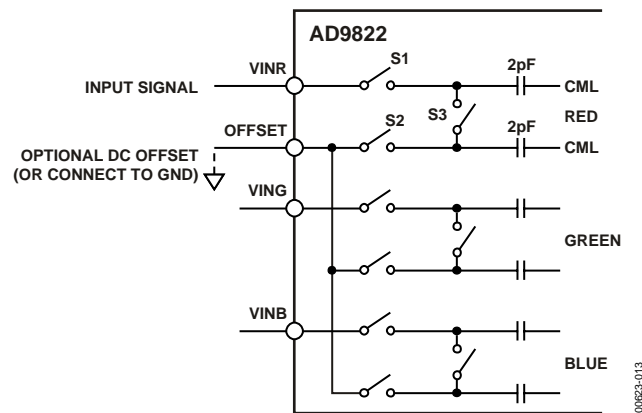 AD9822
VINR
S1
2pF
INPUT SIGNAL
CML
OFFSET
S2
S3
RED
2pF
CML
OPTIONAL DC OFFSET
(OR CONNECT TO GND)
VING
GREEN
VINB
BLUE
00623-013